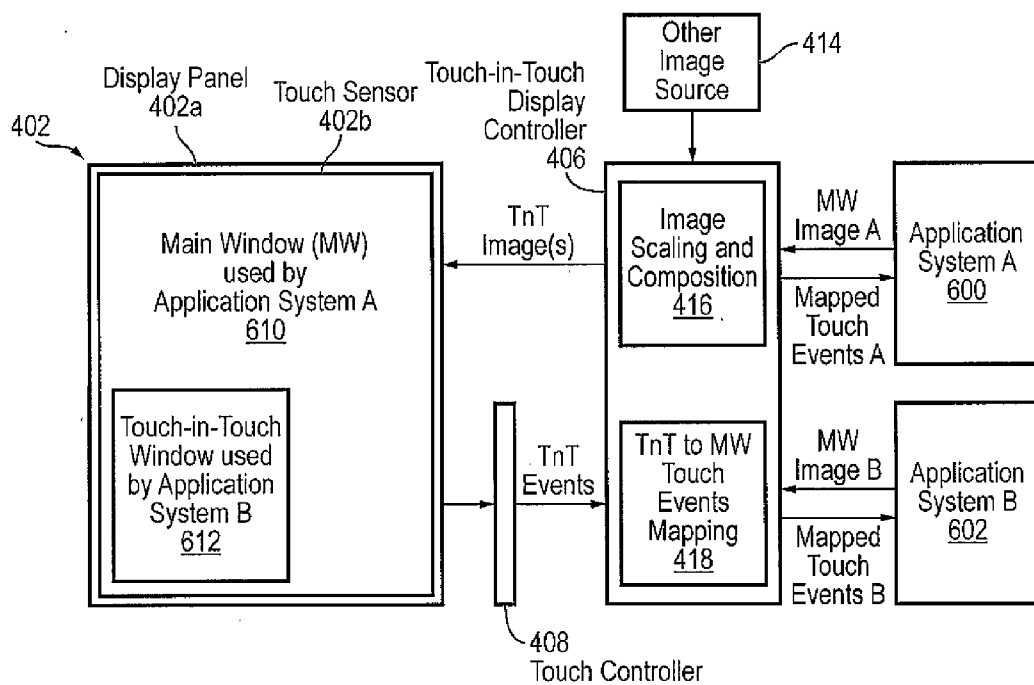 Other
Image
Source
414
Display Panel
402a
Touch Sensor
402b
402
Touch-in-Touch
Display
Controller
406
TnT
Image(s)
Main Window (MW)
used by
Application System A
610
Touch-in-Touch
Window used
by Application
System B
612
TnT
Events
408
Touch Controller
Image
Scaling and
Composition
416
TnT to MW
Touch
Events
Mapping
418
MW
Image A
Mapped
Touch
Events A
Application
System A
600
MW
Image B
Mapped
Touch
Events B
Application
System B
602